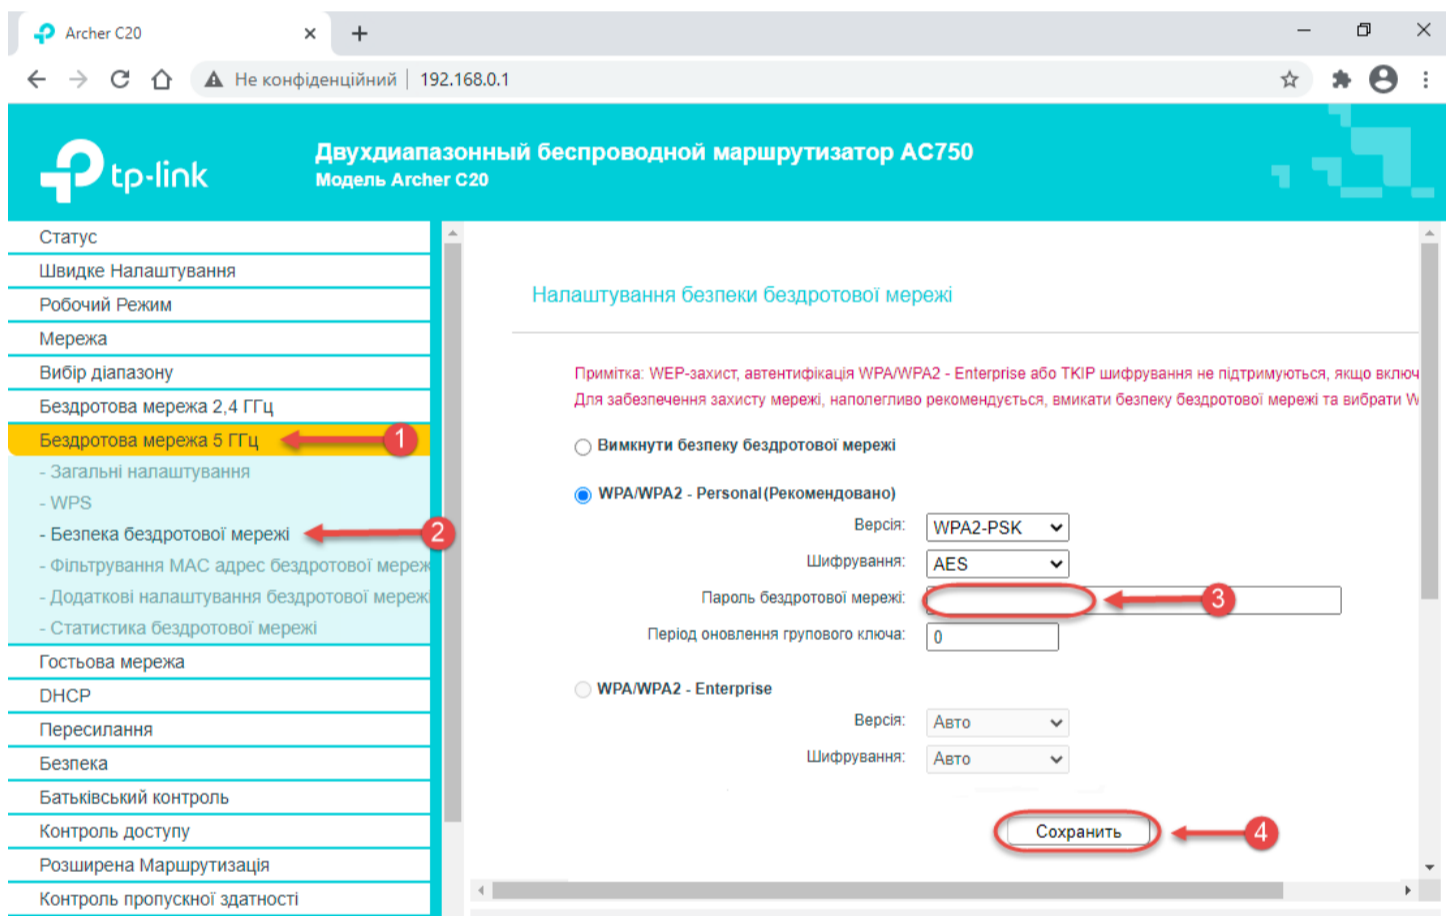 Archer C20
Не конфіденційний | 192.168.0.1
tp-link
Двухдиапазонный беспроводной маршрутизатор AC750
Модель Archer C20
Статус
Швидке Налаштування
Робочий Режим
Мережа
Вибір діапазону
Бездротова мережа 2,4 ГГц
Бездротова мережа 5 ГГц
1
- Загальні налаштування
- WPS
- Безпека бездротової мережі
2
- Фільтрування MAC адрес бездротової мереж
- Додаткові налаштування бездротової мереж
- Статистика бездротової мережі
Гостьова мережа
DHCP
Пересилання
Безпека
Батьківський контроль
Контроль доступу
Розширена Маршрутизація
Контроль пропускної здатності
Налаштування безпеки бездротової мережі
Примітка: WEP-захист, автентифікація WPA/WPA2 - Enterprise або TKIP шифрування не підтримуються, якщо включ
Для забезпечення захисту мережі, наполегливо рекомендується, вмикати безпеку бездротової мережі та вибрати W
Вимкнути безпеку бездротової мережі
WPA/WPA2 - Personal(Рекомендовано)
Версія: WPA2-PSK
Шифрування: AES
Пароль бездротової мережі: 3
Період оновлення групового ключа: 0
WPA/WPA2 - Enterprise
Версія: Авто
Шифрування: Авто
Сохранить 4